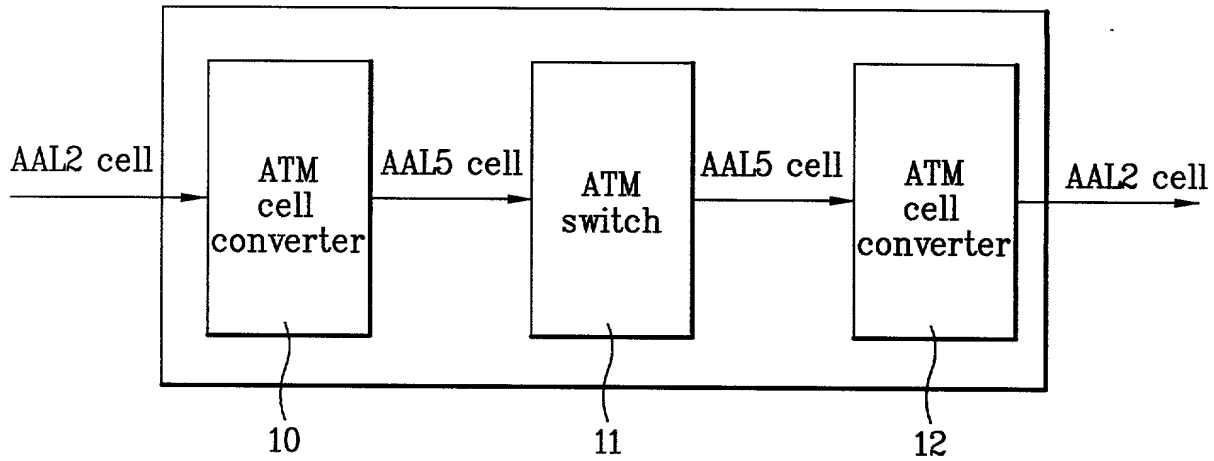 AAL2 cell
ATM
cell
converter
AAL5 cell
ATM
switch
AAL5 cell
ATM
cell
converter
AAL2 cell
10
11
12